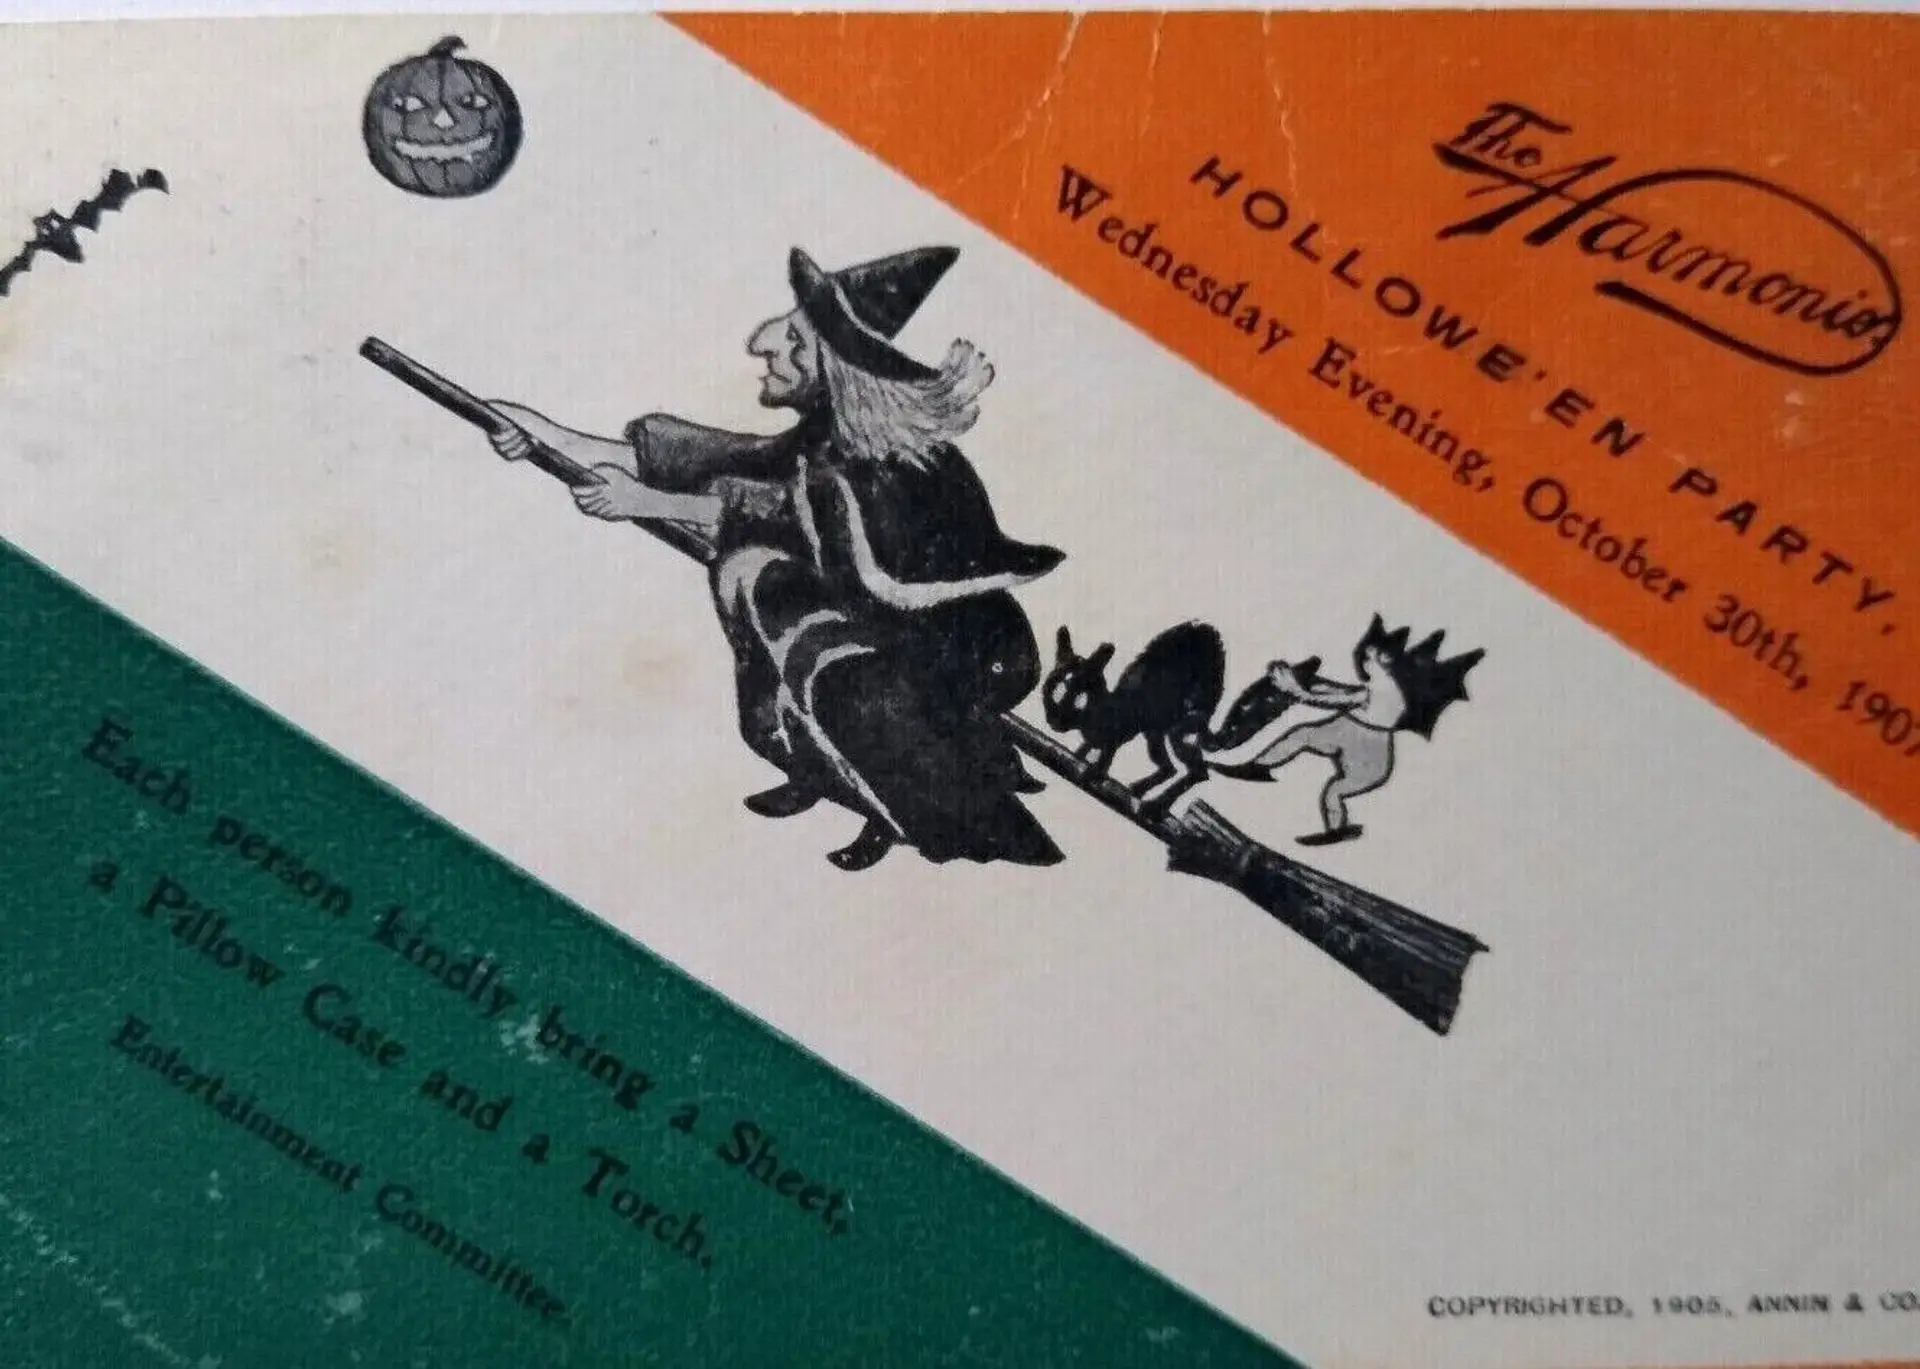 The Harmonie
HOLLOWE'EN PARTY,
Wednesday Evening, October 30th, 1907
Each person kindly bring a Sheet,
a Pillow Case and a Torch.
Entertainment Committee
COPYRIGHTED, 1905, ANNIN & CO.